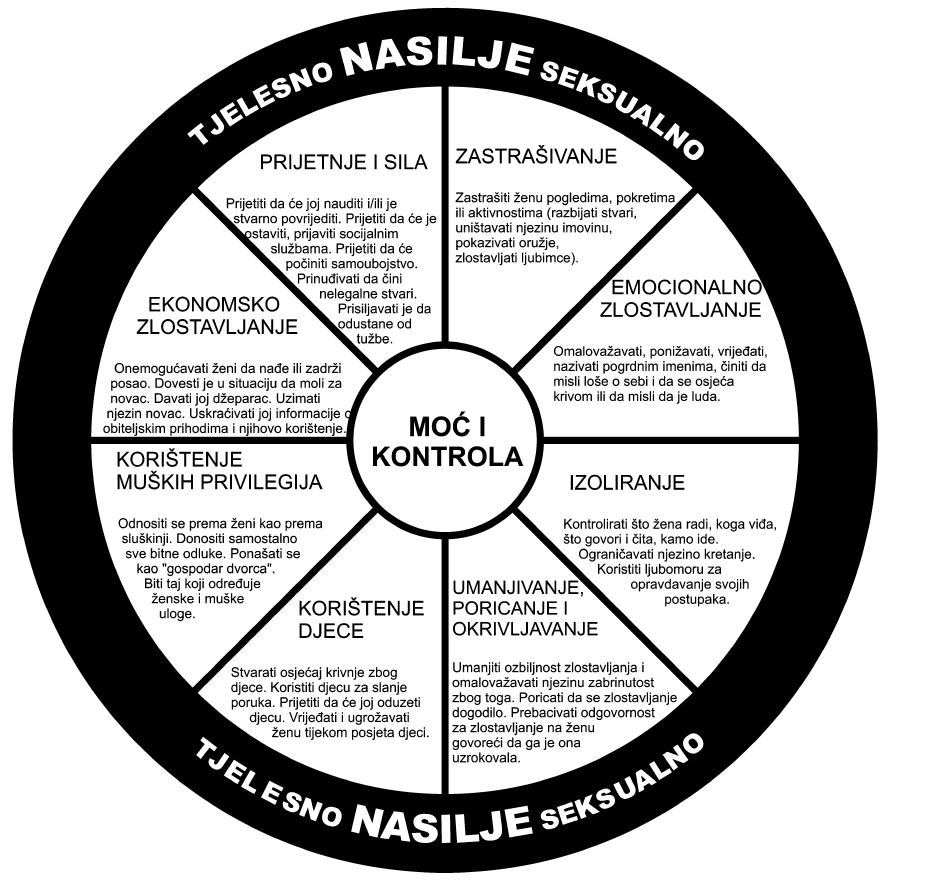 TJELESNO NASILJE SEKSUALNO
PRIJETNJE I SILA
Prijetiti da će joj nauditi i/ili je
stvarno povrijediti. Prijetiti da će je
ostaviti, prijaviti socijalnim
službama. Prijetiti da će
počiniti samoubojstvo.
Prinuđivati da čini
nelegalne stvari.
Prisiljavati je da
odustane od
tužbe.
ZASTRAŠIVANJE
Zastrašiti ženu pogledima, pokretima
ili aktivnostima (razbijati stvari,
uništavati njezinu imovinu,
pokazivati oružje,
zlostavljati ljubimce).
EMOCIONALNO
ZLOSTAVLJANJE
Omalovažavati, ponižavati, vrijeđati,
nazivati pogrdnim imenima, činiti da
misli loše o sebi i da se osjeća
krivom ili da misli da je luda.
IZOLIRANJE
Kontrolirati što žena radi, koga viđa,
što govori i čita, kamo ide.
Ograničavati njezino kretanje.
Koristiti ljubomoru za
opravdavanje svojih
postupaka.
UMANJIVANJE,
PORICANJE I
OKRIVLJAVANJE
Umanjiti ozbiljnost zlostavljanja i
omalovažavati njezinu zabrinutost
zbog toga. Poricati da se zlostavljanje
dogodilo. Prebacivati odgovornost
za zlostavljanje na ženu
govoreći da ga je ona
uzrokovala.
KORIŠTENJE
DJECE
Stvarati osjećaj krivnje zbog
djece. Koristiti djecu za slanje
poruka. Prijetiti da će joj oduzeti
djecu. Vrijeđati i ugrožavati
ženu tijekom posjeta djeci.
KORIŠTENJE
MUŠKIH PRIVILEGIJA
Odnositi se prema ženi kao prema
sluškinji. Donositi samostalno
sve bitne odluke. Ponašati se
kao "gospodar dvorca".
Biti taj koji određuje
ženske i muške
uloge.
EKONOMSKO
ZLOSTAVLJANJE
Onemogućavati ženi da nađe ili zadrži
posao. Dovesti je u situaciju da moli za
novac. Davati joj džeparac. Uzimati
njezin novac. Uskraćivati joj informacije o
obiteljskim prihodima i njihovo korištenje.
MOĆ I
KONTROLA
TJELESNO NASILJE SEKSUALNO